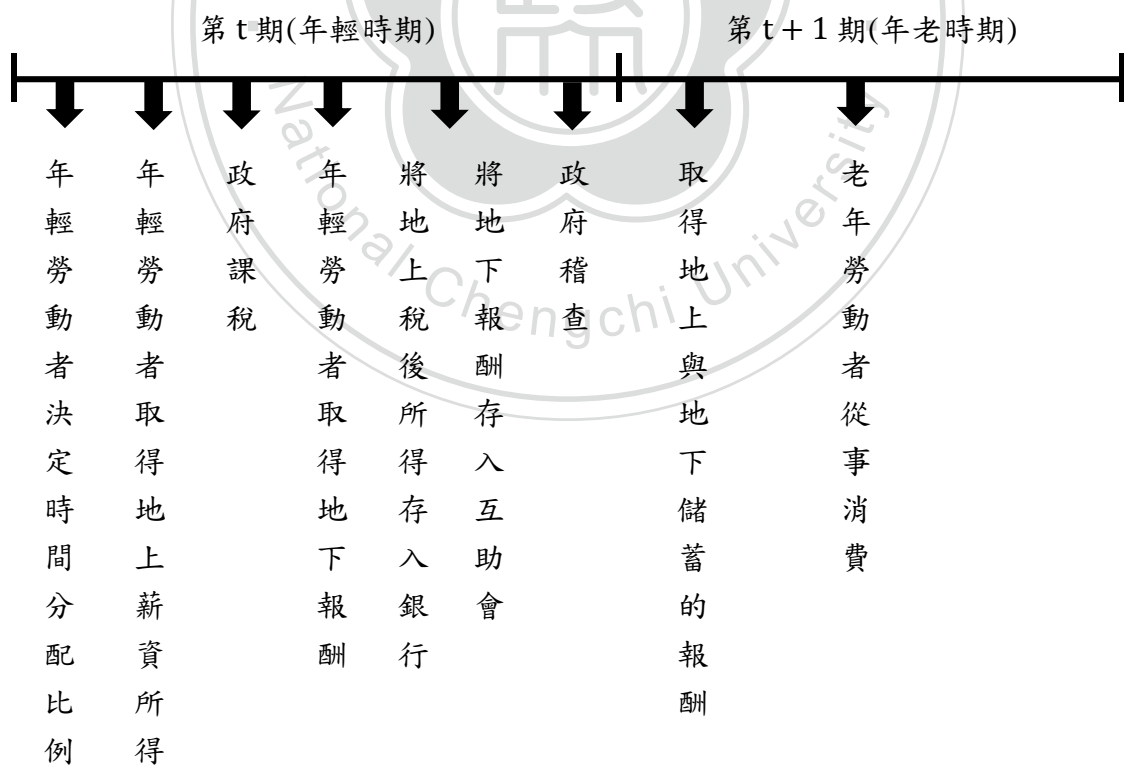 第 t 期(年輕時期)
第 t + 1 期(年老時期)
年輕勞動者決定時間分配比例
年輕勞動者取得地上薪資所得
政府課稅
年輕勞動者取得地下報酬
將地上稅後所得存入銀行
將地下報酬存入互助會
政府稽查
取得地上與地下儲蓄的報酬
老年勞動者從事消費
National Chengchi University